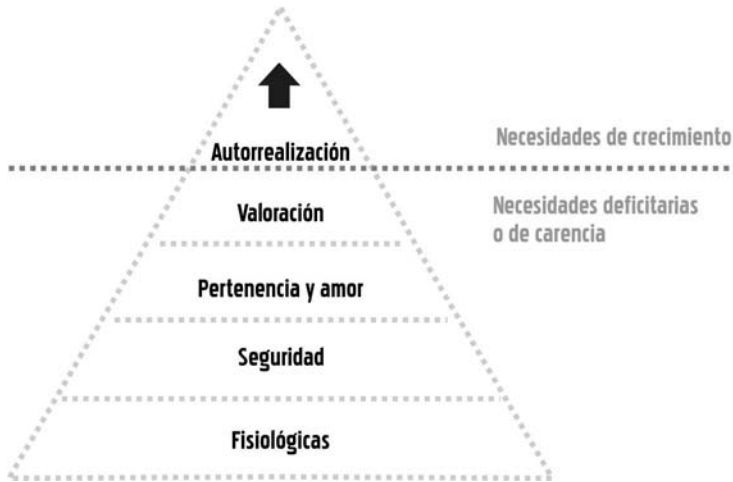 Autorrealización
Necesidades de crecimiento
Valoración
Necesidades deficitarias
o de carencia
Pertenencia y amor
Seguridad
Fisiológicas